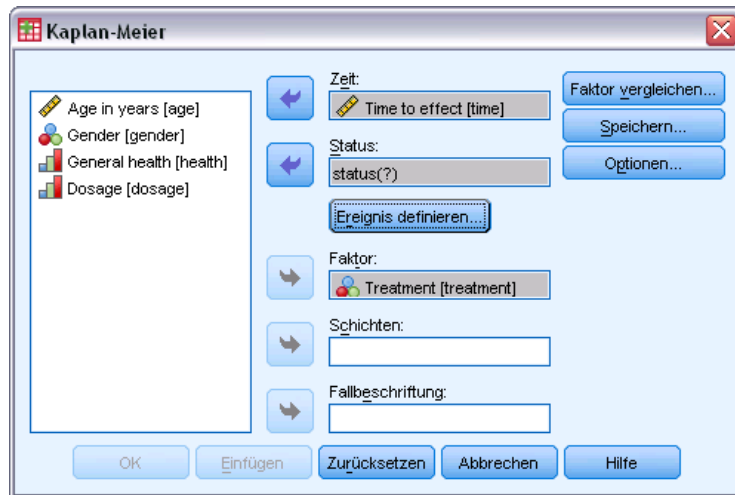 Kaplan-Meier
Age in years [age]
Gender [gender]
General health [health]
Dosage [dosage]
Zeit:
Time to effect [time]
Status:
status(?)
Ereignis definieren...
Faktor:
Treatment [treatment]
Schichten:
Fallbeschriftung:
Faktor vergleichen...
Speichern...
Optionen...
OK
Einfügen
Zurücksetzen
Abbrechen
Hilfe